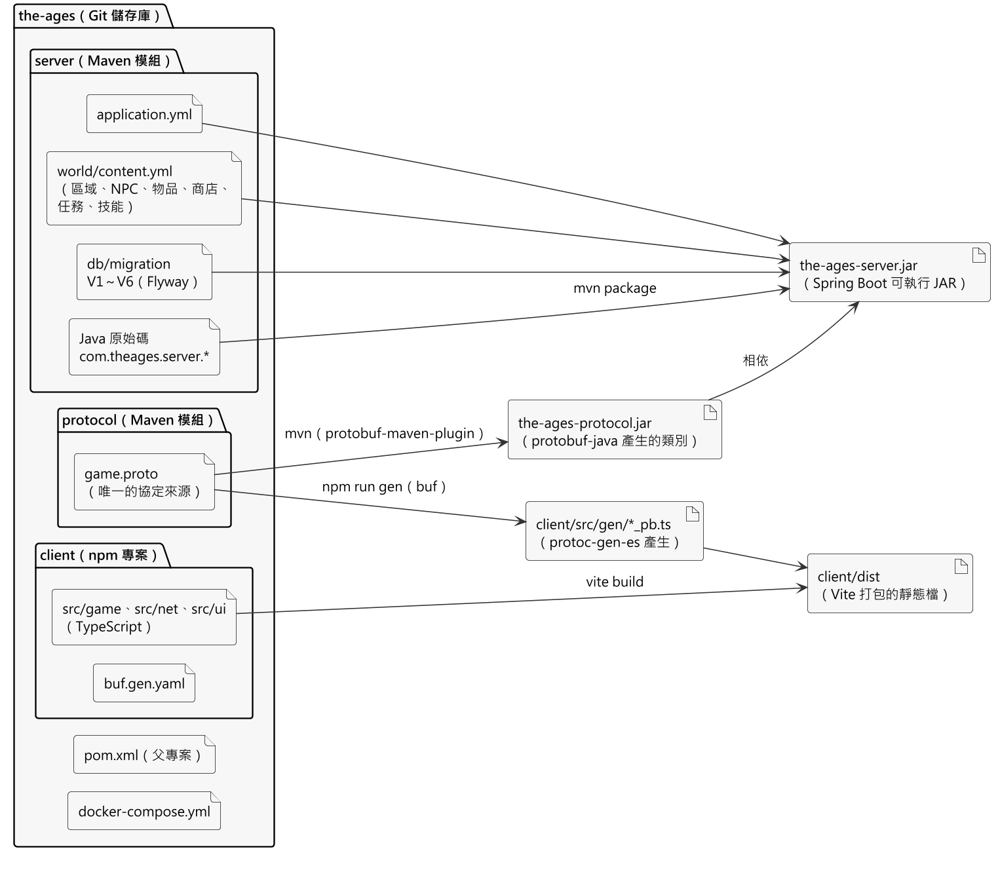 the-ages（Git 儲存庫）
server（Maven 模組）
application.yml
world/content.yml
（區域、NPC、物品、商店、
任務、技能）
db/migration
V1～V6（Flyway）
Java 原始碼
com.theages.server.*
protocol（Maven 模組）
game.proto
（唯一的協定來源）
client（npm 專案）
src/game、src/net、src/ui
（TypeScript）
buf.gen.yaml
pom.xml（父專案）
docker-compose.yml
mvn package
the-ages-server.jar
（Spring Boot 可執行 JAR）
相依
mvn（protobuf-maven-plugin）
the-ages-protocol.jar
（protobuf-java 產生的類別）
npm run gen（buf）
client/src/gen/*_pb.ts
（protoc-gen-es 產生）
vite build
client/dist
（Vite 打包的靜態檔）